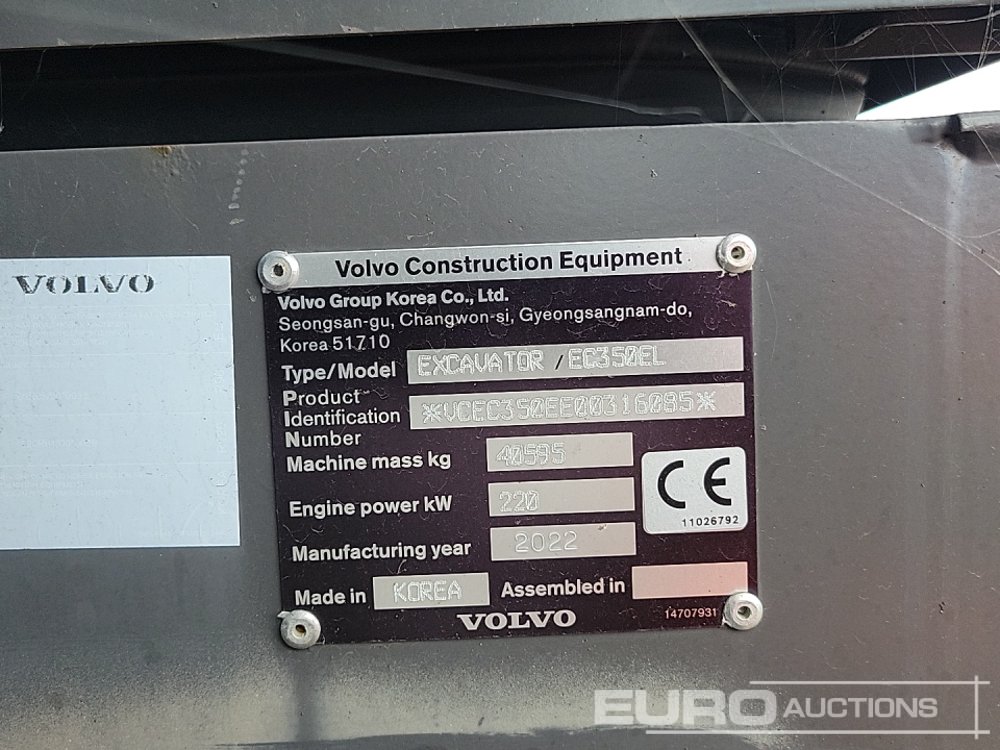 VOLVO
Volvo Construction Equipment
Volvo Group Korea Co., Ltd.
Seongsan-gu, Changwon-si, Gyeongsangnam-do,
Korea 51710
Type/Model EXCAVATOR / EC350EL
Product
Identification *VCEC350EE00316085*
Number
Machine mass kg 40595
Engine power kW 220
CE
11026792
Manufacturing year 2022
Made in KOREA Assembled in
VOLVO 14707931
EURO AUCTIONS